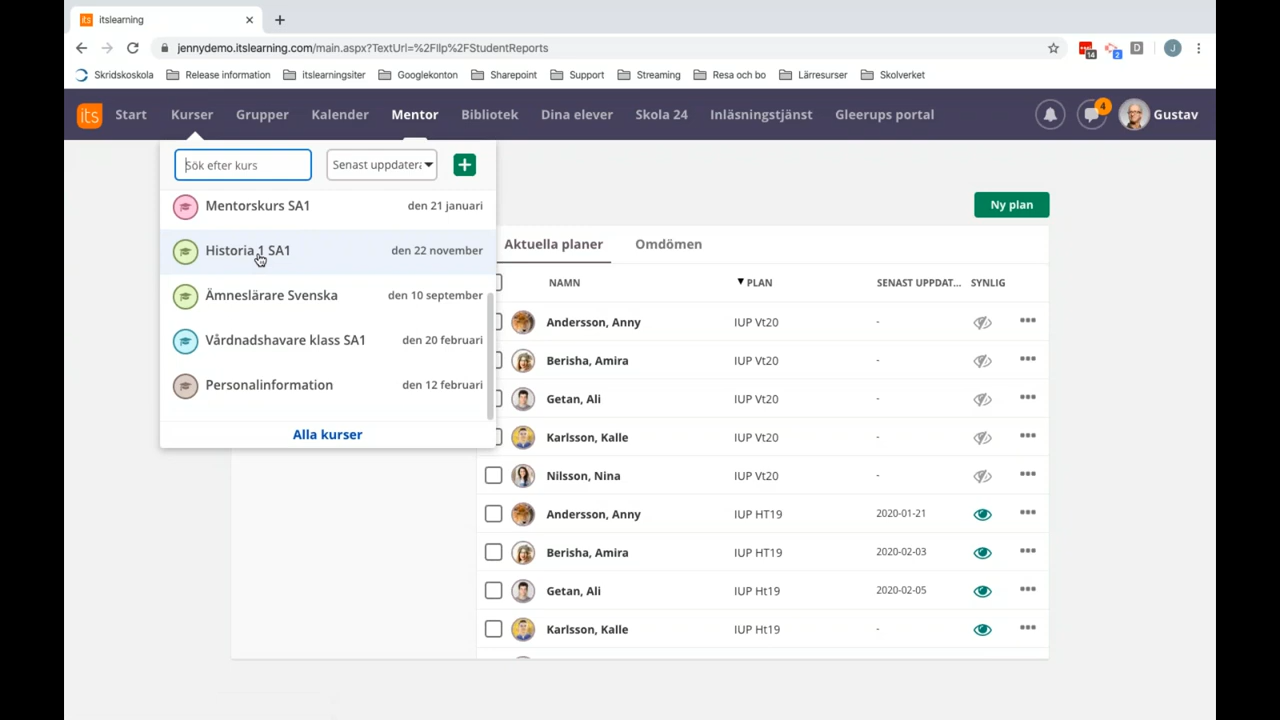 itslearning
jennydemo.itslearning.com/main.aspx?TextUrl=%2Fllp%2FStudentReports
14
2
D
J
Skridskoskola Release information itslearningsiter Googlekonton Sharepoint Support Streaming Resa och bo Lärresurser Skolverket
its Start Kurser Grupper Kalender Mentor Bibliotek Dina elever Skola 24 Inläsningstjänst Gleerups portal 4 Gustav
Sök efter kurs Senast uppdatera
Mentorskurs SA1 den 21 januari
Historia 1 SA1 den 22 november
Ämneslärare Svenska den 10 september
Vårdnadshavare klass SA1 den 20 februari
Personalinformation den 12 februari
Alla kurser
Ny plan
Aktuella planer Omdömen
NAMN PLAN SENAST UPPDAT... SYNLIG
Andersson, Anny IUP Vt20 -
Berisha, Amira IUP Vt20 -
Getan, Ali IUP Vt20 -
Karlsson, Kalle IUP Vt20 -
Nilsson, Nina IUP Vt20 -
Andersson, Anny IUP HT19 2020-01-21
Berisha, Amira IUP HT19 2020-02-03
Getan, Ali IUP Ht19 2020-02-05
Karlsson, Kalle IUP Ht19 -